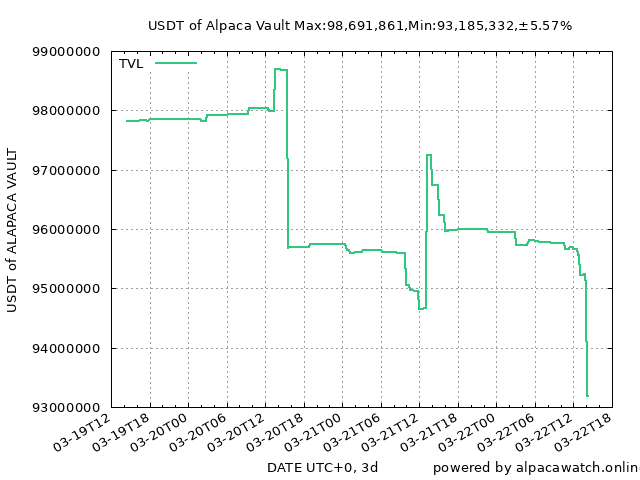 USDT of Alpaca Vault Max:98,691,861,Min:93,185,332,±5.57%
TVL
99000000
98000000
97000000
96000000
95000000
94000000
93000000
USDT of ALAPACA VAULT
03-19T12
03-19T18
03-20T00
03-20T06
03-20T12
03-20T18
03-21T00
03-21T06
03-21T12
03-21T18
03-22T00
03-22T06
03-22T12
03-22T18
DATE UTC+0, 3d
powered by alpacawatch.onlin